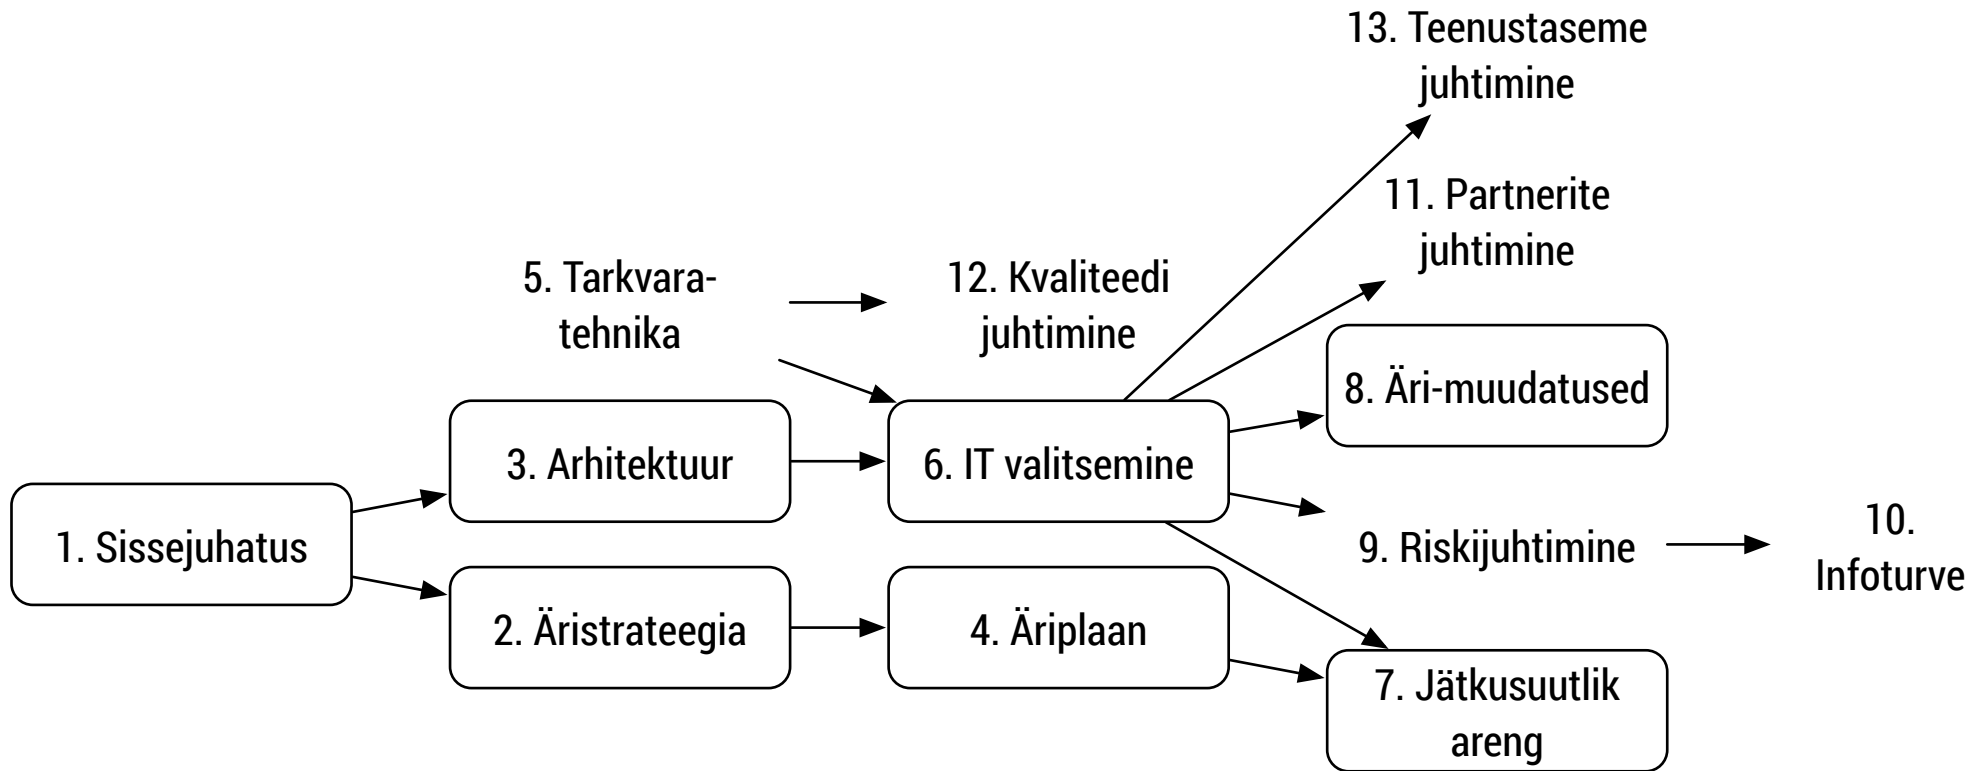 13. Teenustaseme
juhtimine
11. Partnerite
juhtimine
5. Tarkvara-
tehnika
12. Kvaliteedi
juhtimine
8. Äri-muudatused
3. Arhitektuur
6. IT valitsemine
1. Sissejuhatus
9. Riskijuhtimine
10.
Infoturve
2. Äristrateegia
4. Äriplaan
7. Jätkusuutlik
areng